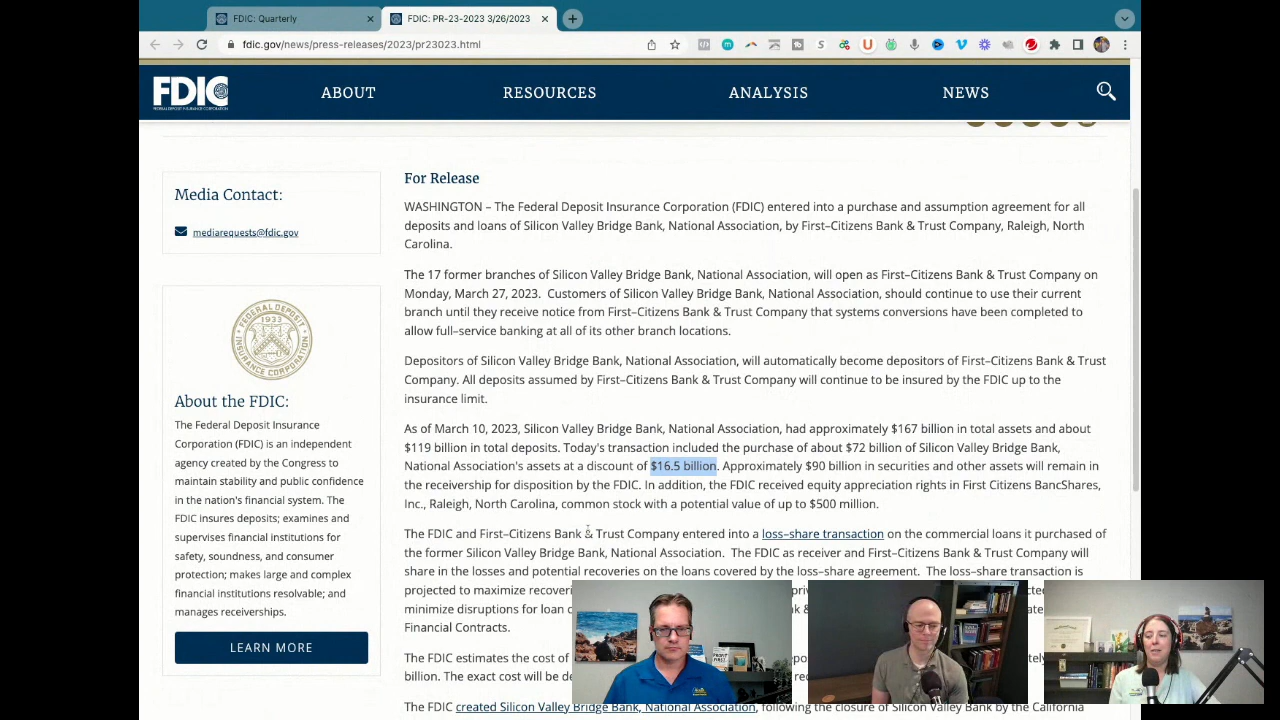 FDIC: Quarterly
FDIC: PR-23-2023 3/26/2023
fdic.gov/news/press-releases/2023/pr23023.html
FDIC
FEDERAL DEPOSIT INSURANCE CORPORATION
ABOUT
RESOURCES
ANALYSIS
NEWS
Media Contact:
mediarequests@fdic.gov
FEDERAL DEPOSIT
1933
INSURANCE CORPORATION
About the FDIC:
The Federal Deposit Insurance
Corporation (FDIC) is an independent
agency created by the Congress to
maintain stability and public confidence
in the nation's financial system. The
FDIC insures deposits; examines and
supervises financial institutions for
safety, soundness, and consumer
protection; makes large and complex
financial institutions resolvable; and
manages receiverships.
LEARN MORE
For Release
WASHINGTON – The Federal Deposit Insurance Corporation (FDIC) entered into a purchase and assumption agreement for all
deposits and loans of Silicon Valley Bridge Bank, National Association, by First–Citizens Bank & Trust Company, Raleigh, North
Carolina.
The 17 former branches of Silicon Valley Bridge Bank, National Association, will open as First–Citizens Bank & Trust Company on
Monday, March 27, 2023. Customers of Silicon Valley Bridge Bank, National Association, should continue to use their current
branch until they receive notice from First–Citizens Bank & Trust Company that systems conversions have been completed to
allow full–service banking at all of its other branch locations.
Depositors of Silicon Valley Bridge Bank, National Association, will automatically become depositors of First–Citizens Bank & Trust
Company. All deposits assumed by First–Citizens Bank & Trust Company will continue to be insured by the FDIC up to the
insurance limit.
As of March 10, 2023, Silicon Valley Bridge Bank, National Association, had approximately $167 billion in total assets and about
$119 billion in total deposits. Today's transaction included the purchase of about $72 billion of Silicon Valley Bridge Bank,
National Association's assets at a discount of $16.5 billion. Approximately $90 billion in securities and other assets will remain in
the receivership for disposition by the FDIC. In addition, the FDIC received equity appreciation rights in First Citizens BancShares,
Inc., Raleigh, North Carolina, common stock with a potential value of up to $500 million.
The FDIC and First–Citizens Bank & Trust Company entered into a loss–share transaction on the commercial loans it purchased of
the former Silicon Valley Bridge Bank, National Association. The FDIC as receiver and First–Citizens Bank & Trust Company will
share in the losses and potential recoveries on the loans covered by the loss–share agreement. The loss–share transaction is
projected to maximize recoveri
minimize disruptions for loan
Financial Contracts.
The FDIC estimates the cost of
billion. The exact cost will be de
The FDIC created Silicon Valley Bridge Bank, National Association, following the closure of Silicon Valley Bank by the California
PROFIT FIRST